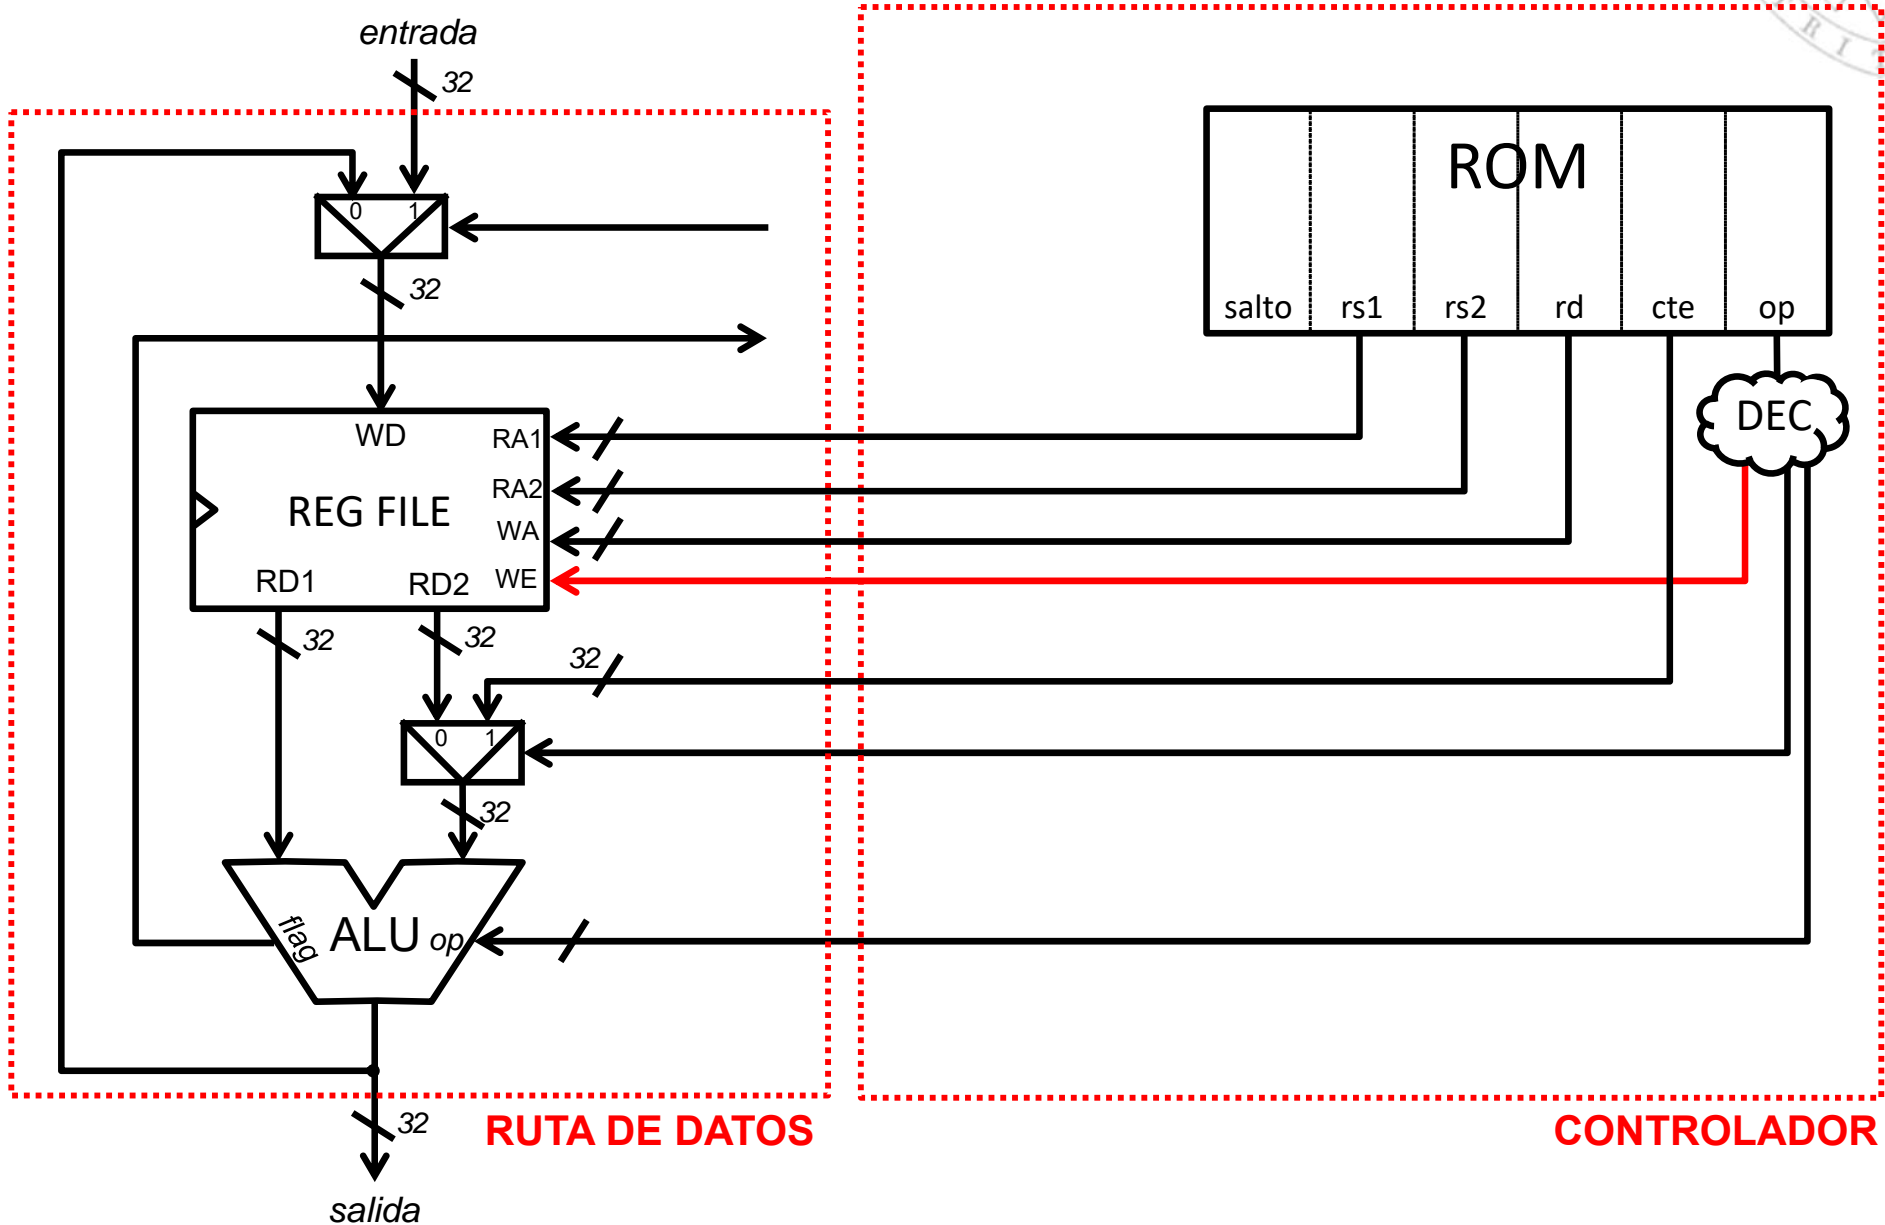 entrada
32
0 1
32
ROM
salto rs1 rs2 rd cte op
DEC
WD
RA1
RA2
REG FILE
WA
WE
RD1 RD2
32 32
32
0 1
32
flag ALU op
32
RUTA DE DATOS
CONTROLADOR
salida
R I T